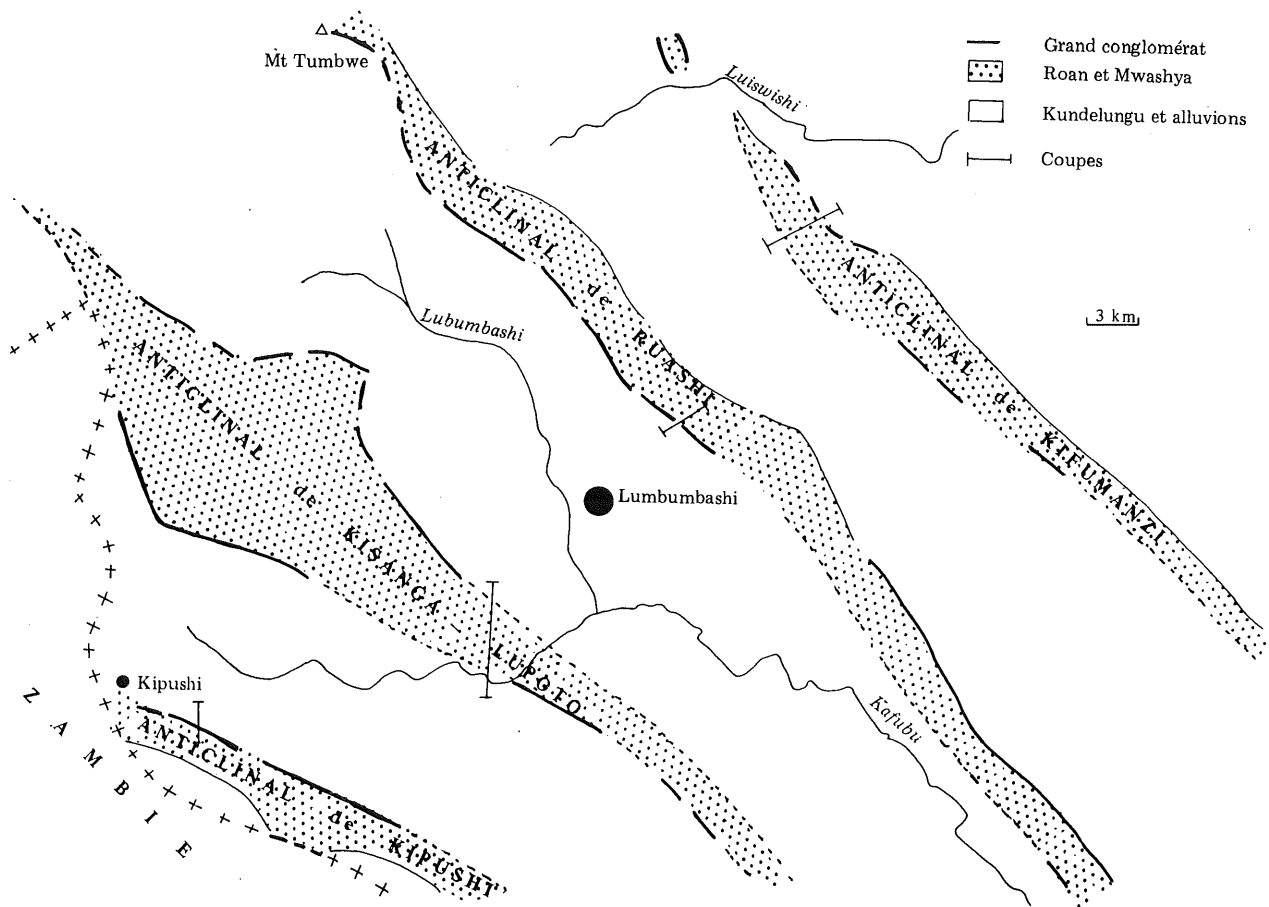 Mt Tumbwe
Luiswishi
Grand conglomérat
Roan et Mwashya
Kundelungu et alluvions
Coupes
ANTICLINAL de RUASHI
ANTICLINAL de KIFUMANZI
3 km
Lubumbashi
ANTICLINAL de KISANGA - LUPOTO
Lumbumbashi
Kipushi
Kafubu
ZAMBIE
ANTICLINAL de KIPUSHI